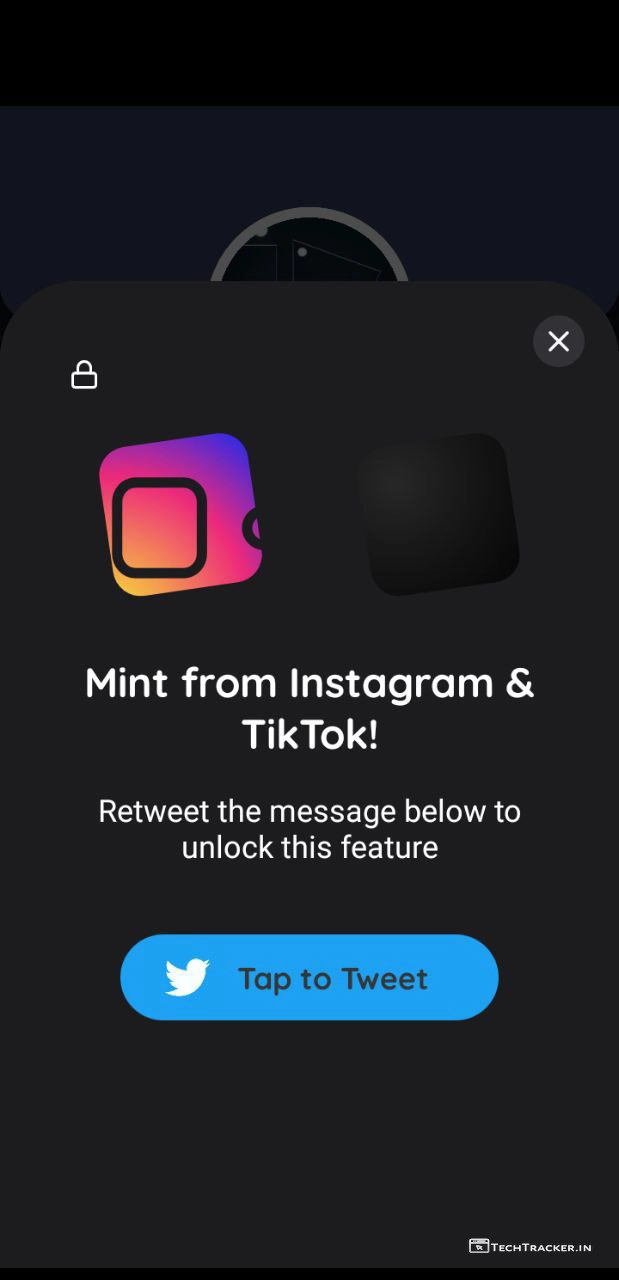 Mint from Instagram &
TikTok!
Retweet the message below to
unlock this feature
Tap to Tweet
TECHTRACKER.IN